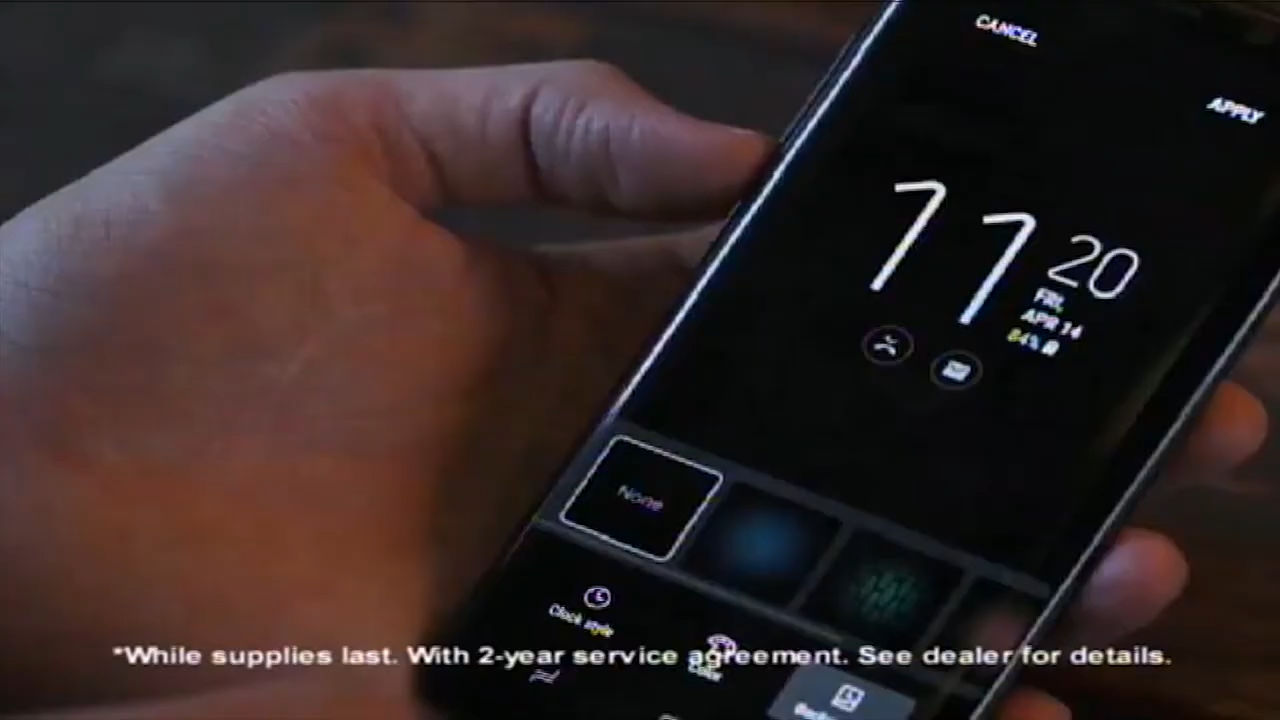 CANCEL
APPLY
11 20
FRI, APR 14
84%
None
Clock style
Color
*While supplies last. With 2-year service agreement. See dealer for details.